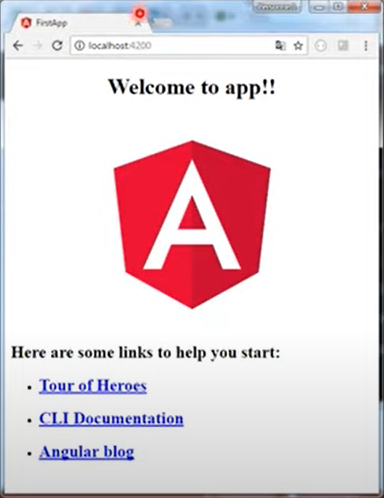 FirstApp
localhost:4200
Welcome to app!!
A
Here are some links to help you start:
Tour of Heroes
CLI Documentation
Angular blog